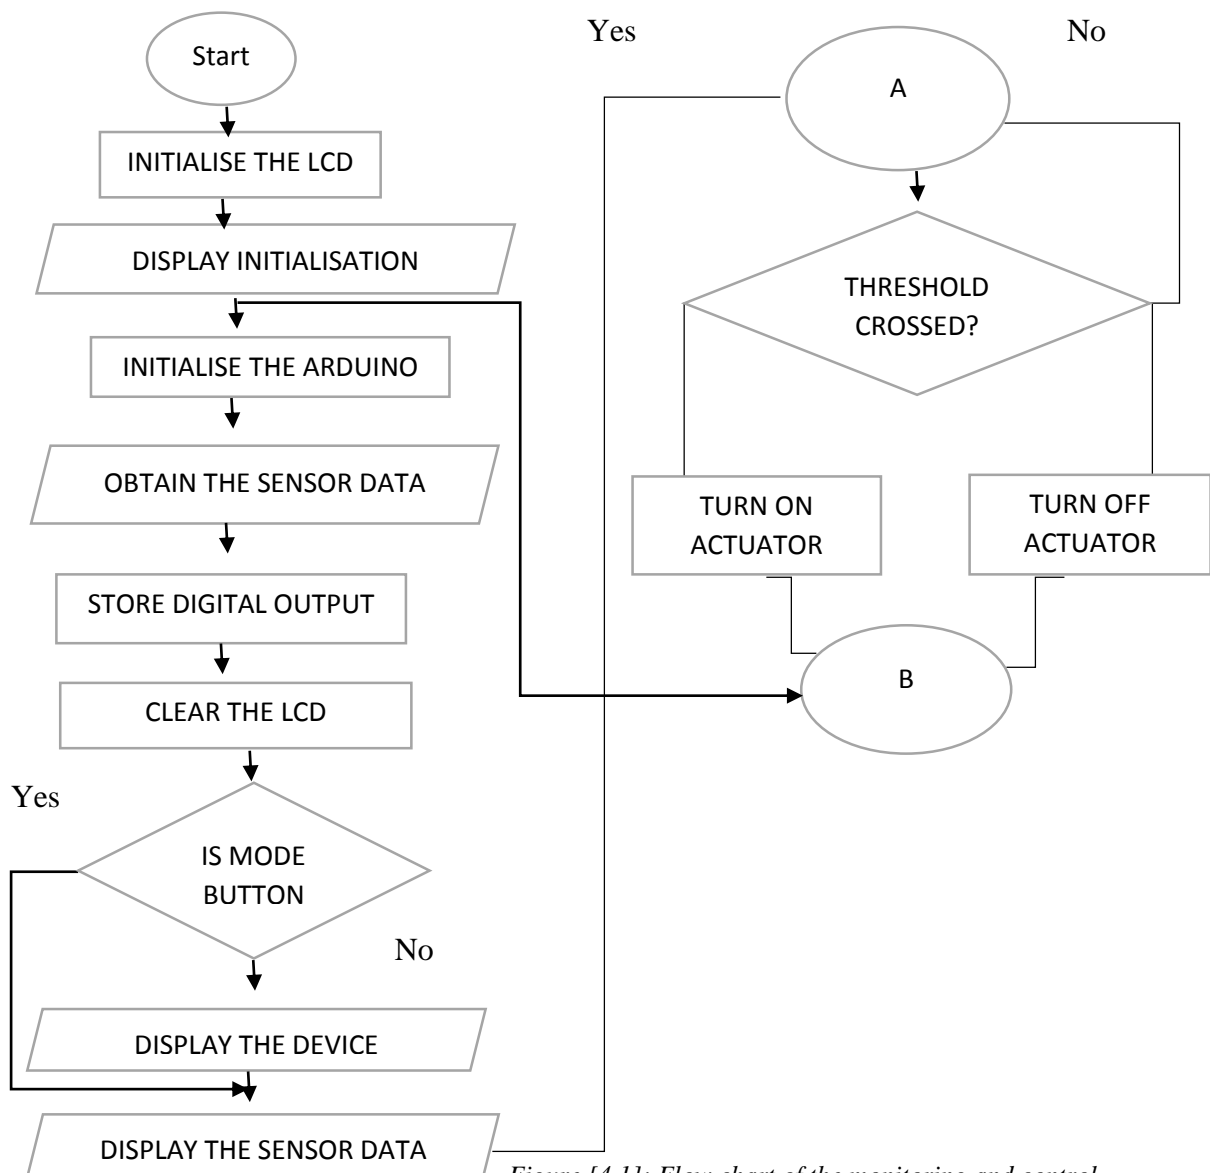 Start
INITIALISE THE LCD
DISPLAY INITIALISATION
INITIALISE THE ARDUINO
OBTAIN THE SENSOR DATA
STORE DIGITAL OUTPUT
CLEAR THE LCD
Yes
IS MODE
BUTTON
No
DISPLAY THE DEVICE
DISPLAY THE SENSOR DATA
Yes
No
A
THRESHOLD
CROSSED?
TURN ON
ACTUATOR
TURN OFF
ACTUATOR
B
Figure [4.1]: Flow chart of the monitoring and control